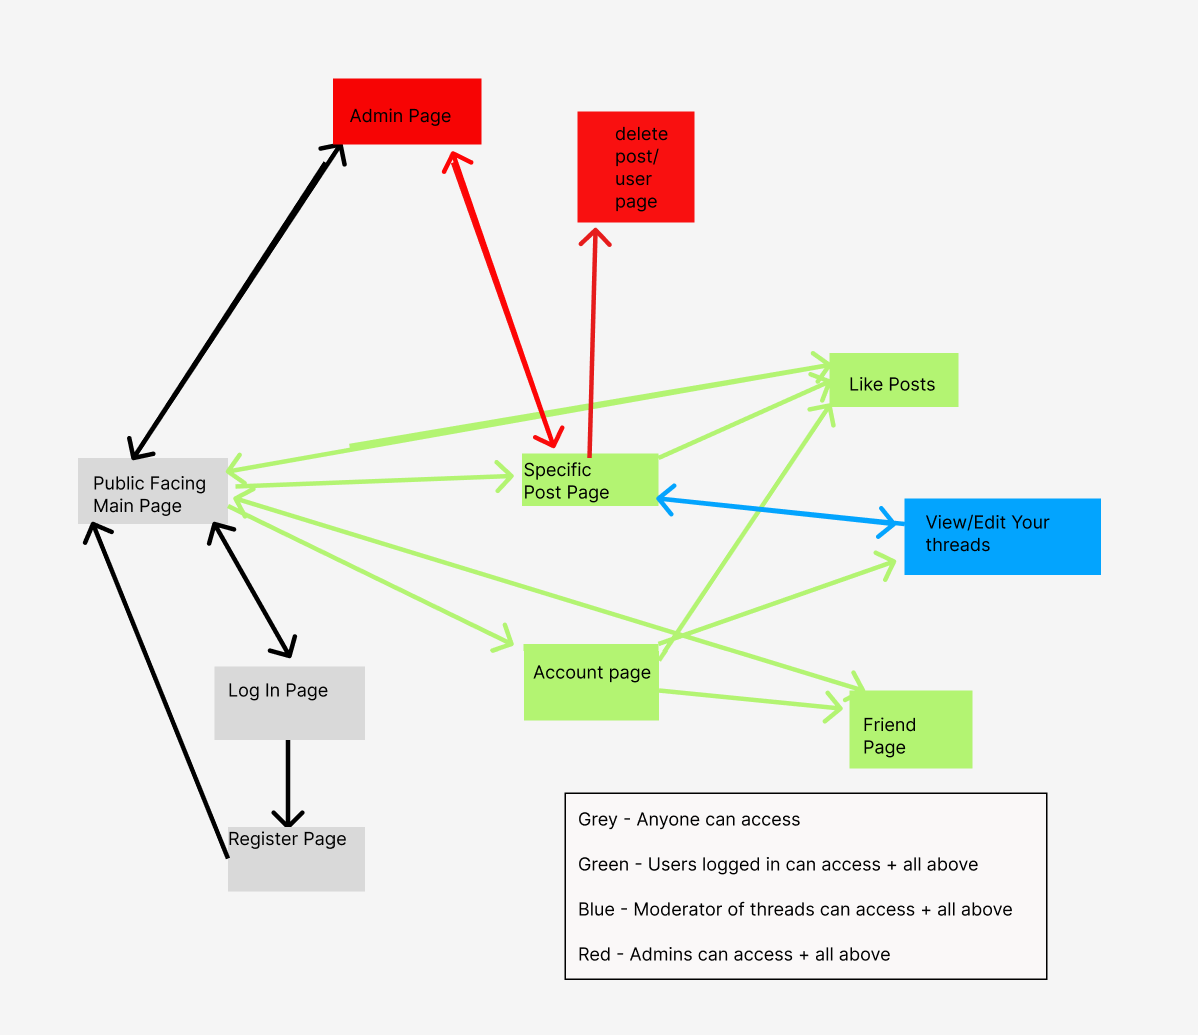 Admin Page
delete
post/
user
page
Like Posts
Public Facing
Main Page
Specific
Post Page
View/Edit Your
threads
Log In Page
Account page
Friend
Page
Register Page
Grey - Anyone can access
Green - Users logged in can access + all above
Blue - Moderator of threads can access + all above
Red - Admins can access + all above